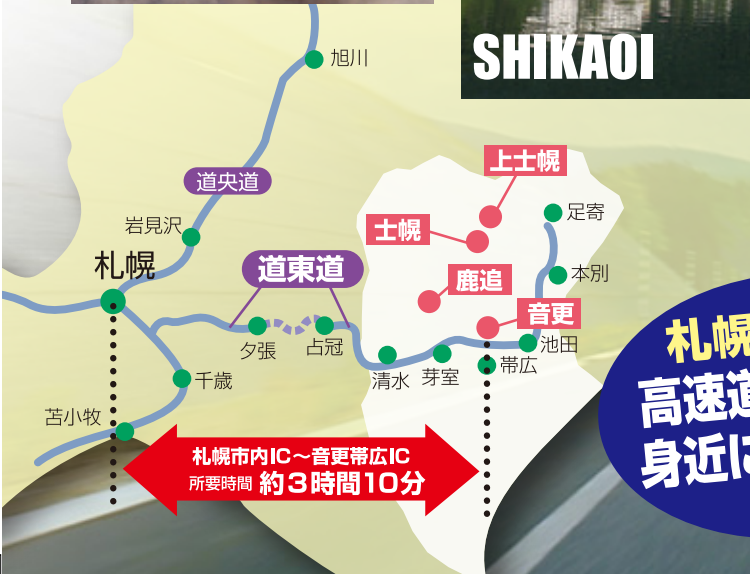 SHIKAOI
旭川
上士幌
道央道
足寄
岩見沢
士幌
札幌
道東道
鹿追
本別
音更
夕張
占冠
池田
清水
芽室
帯広
千歳
苫小牧
札幌市内IC～音更帯広IC
所要時間 約3時間10分
札幌
高速道
身近に